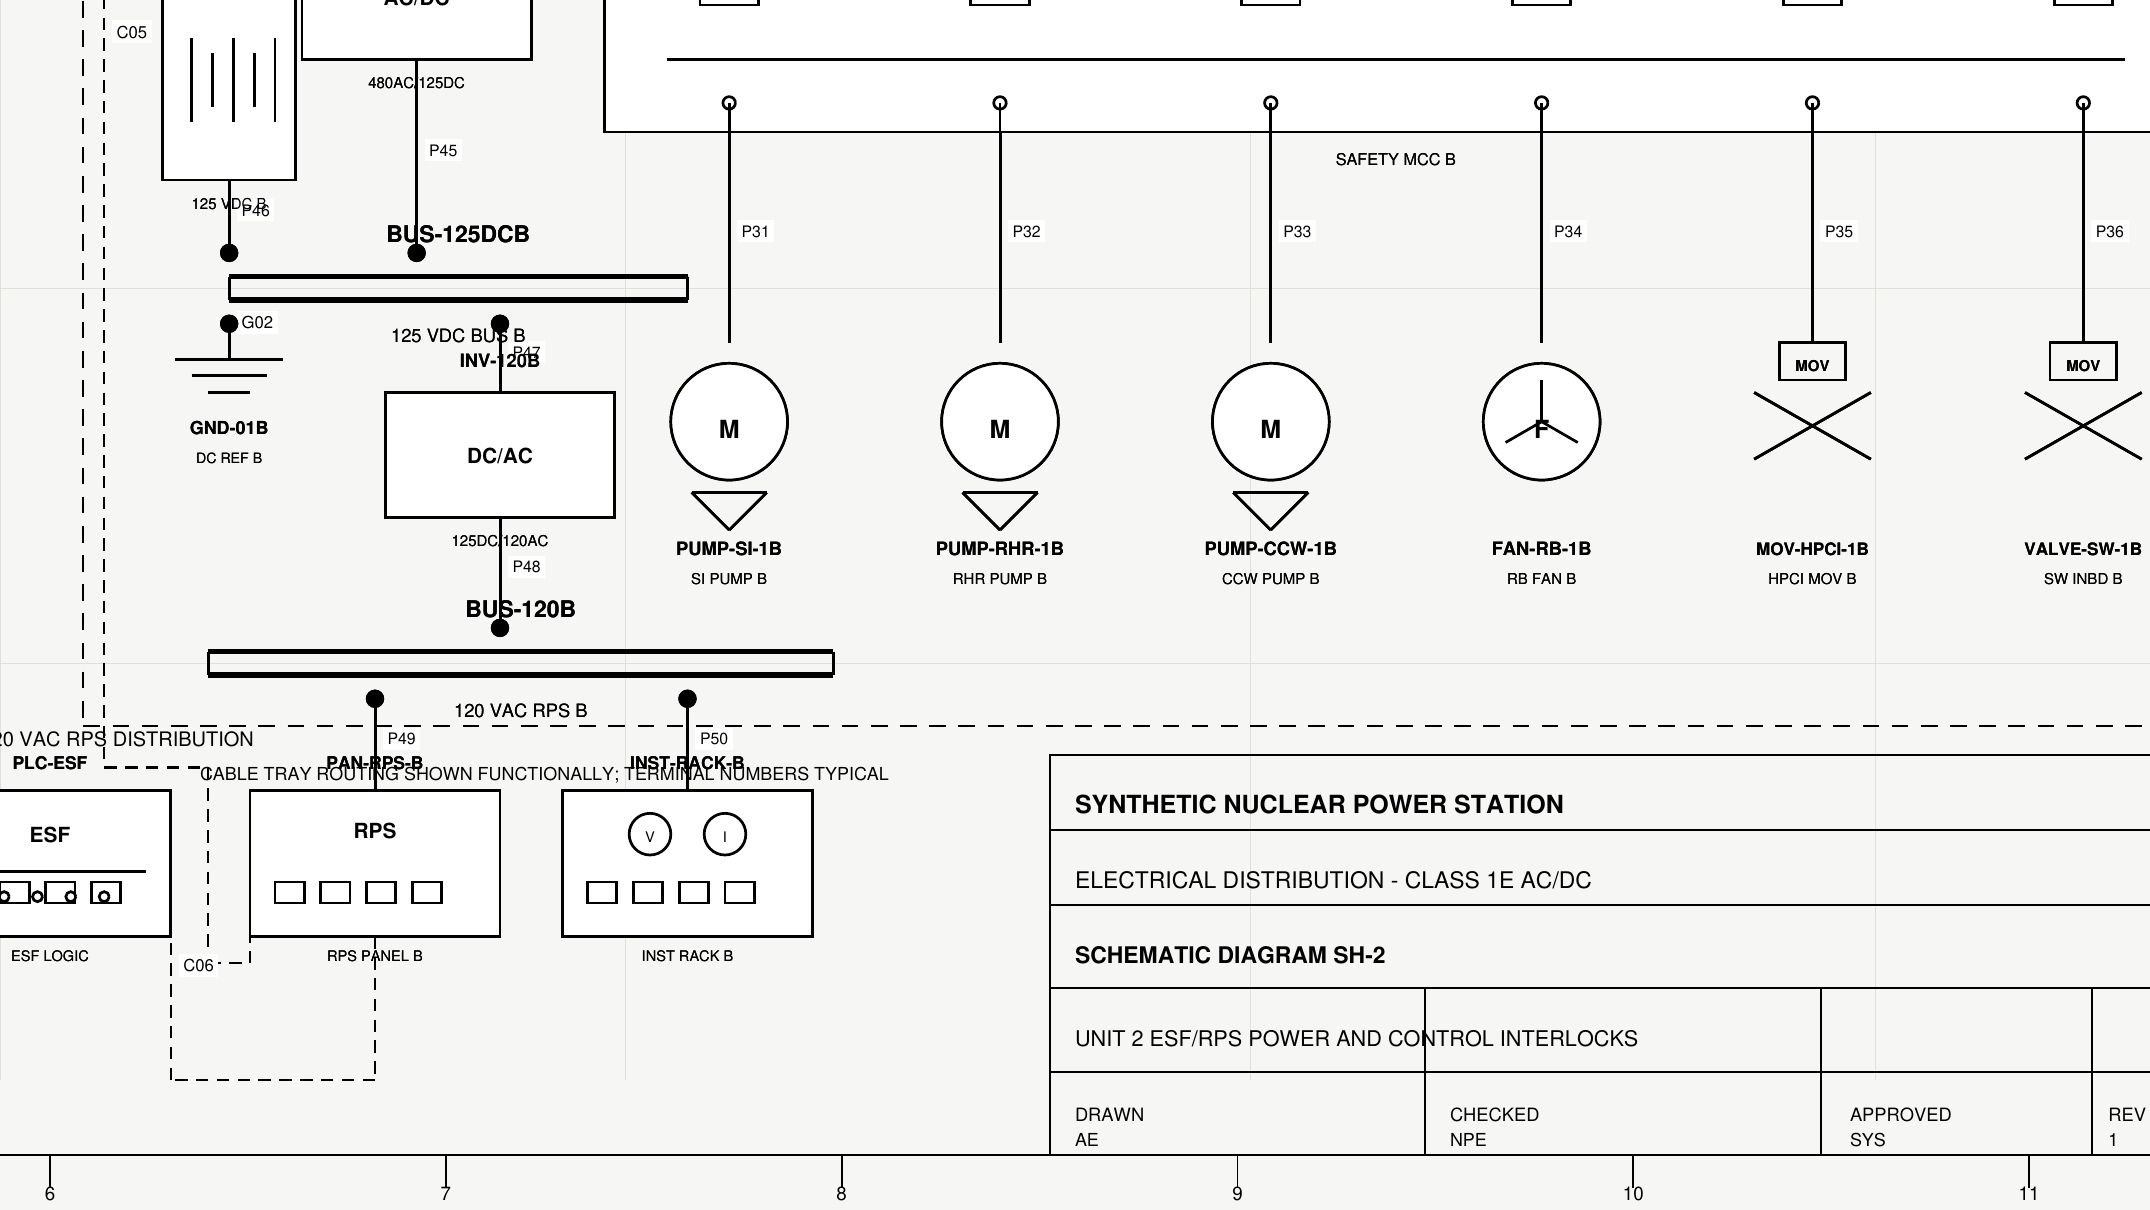 AC/DC
C05
480AC/125DC
P45
SAFETY MCC B
125 VDC B
P46
BUS-125DCB
P31
P32
P33
P34
P35
P36
G02
125 VDC BUS B
P47
INV-120B
MOV
MOV
GND-01B
DC REF B
DC/AC
M
M
M
F
125DC/120AC
P48
PUMP-SI-1B
SI PUMP B
PUMP-RHR-1B
RHR PUMP B
PUMP-CCW-1B
CCW PUMP B
FAN-RB-1B
RB FAN B
MOV-HPCI-1B
HPCI MOV B
VALVE-SW-1B
SW INBD B
BUS-120B
120 VAC RPS B
20 VAC RPS DISTRIBUTION
P49
P50
PLC-ESF
PAN-RPS-B
INST-RACK-B
CABLE TRAY ROUTING SHOWN FUNCTIONALLY; TERMINAL NUMBERS TYPICAL
ESF
RPS
V
I
ESF LOGIC
C06
RPS PANEL B
INST RACK B
SYNTHETIC NUCLEAR POWER STATION
ELECTRICAL DISTRIBUTION - CLASS 1E AC/DC
SCHEMATIC DIAGRAM SH-2
UNIT 2 ESF/RPS POWER AND CONTROL INTERLOCKS
DRAWN
AE
CHECKED
NPE
APPROVED
SYS
REV
1
6
7
8
9
10
11